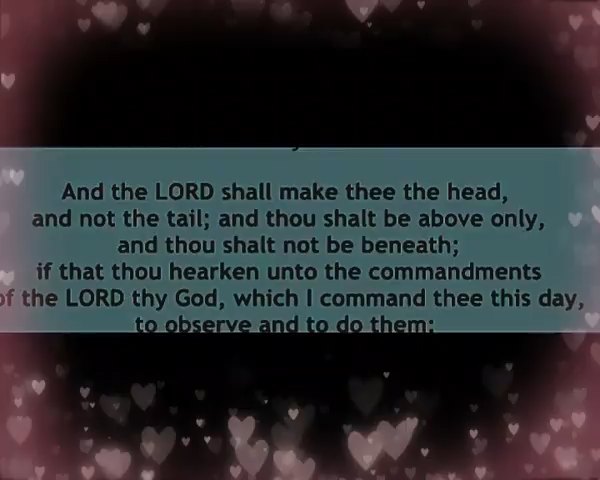 And the LORD shall make thee the head,
and not the tail; and thou shalt be above only,
and thou shalt not be beneath;
if that thou hearken unto the commandments
of the LORD thy God, which I command thee this day,
to observe and to do them: